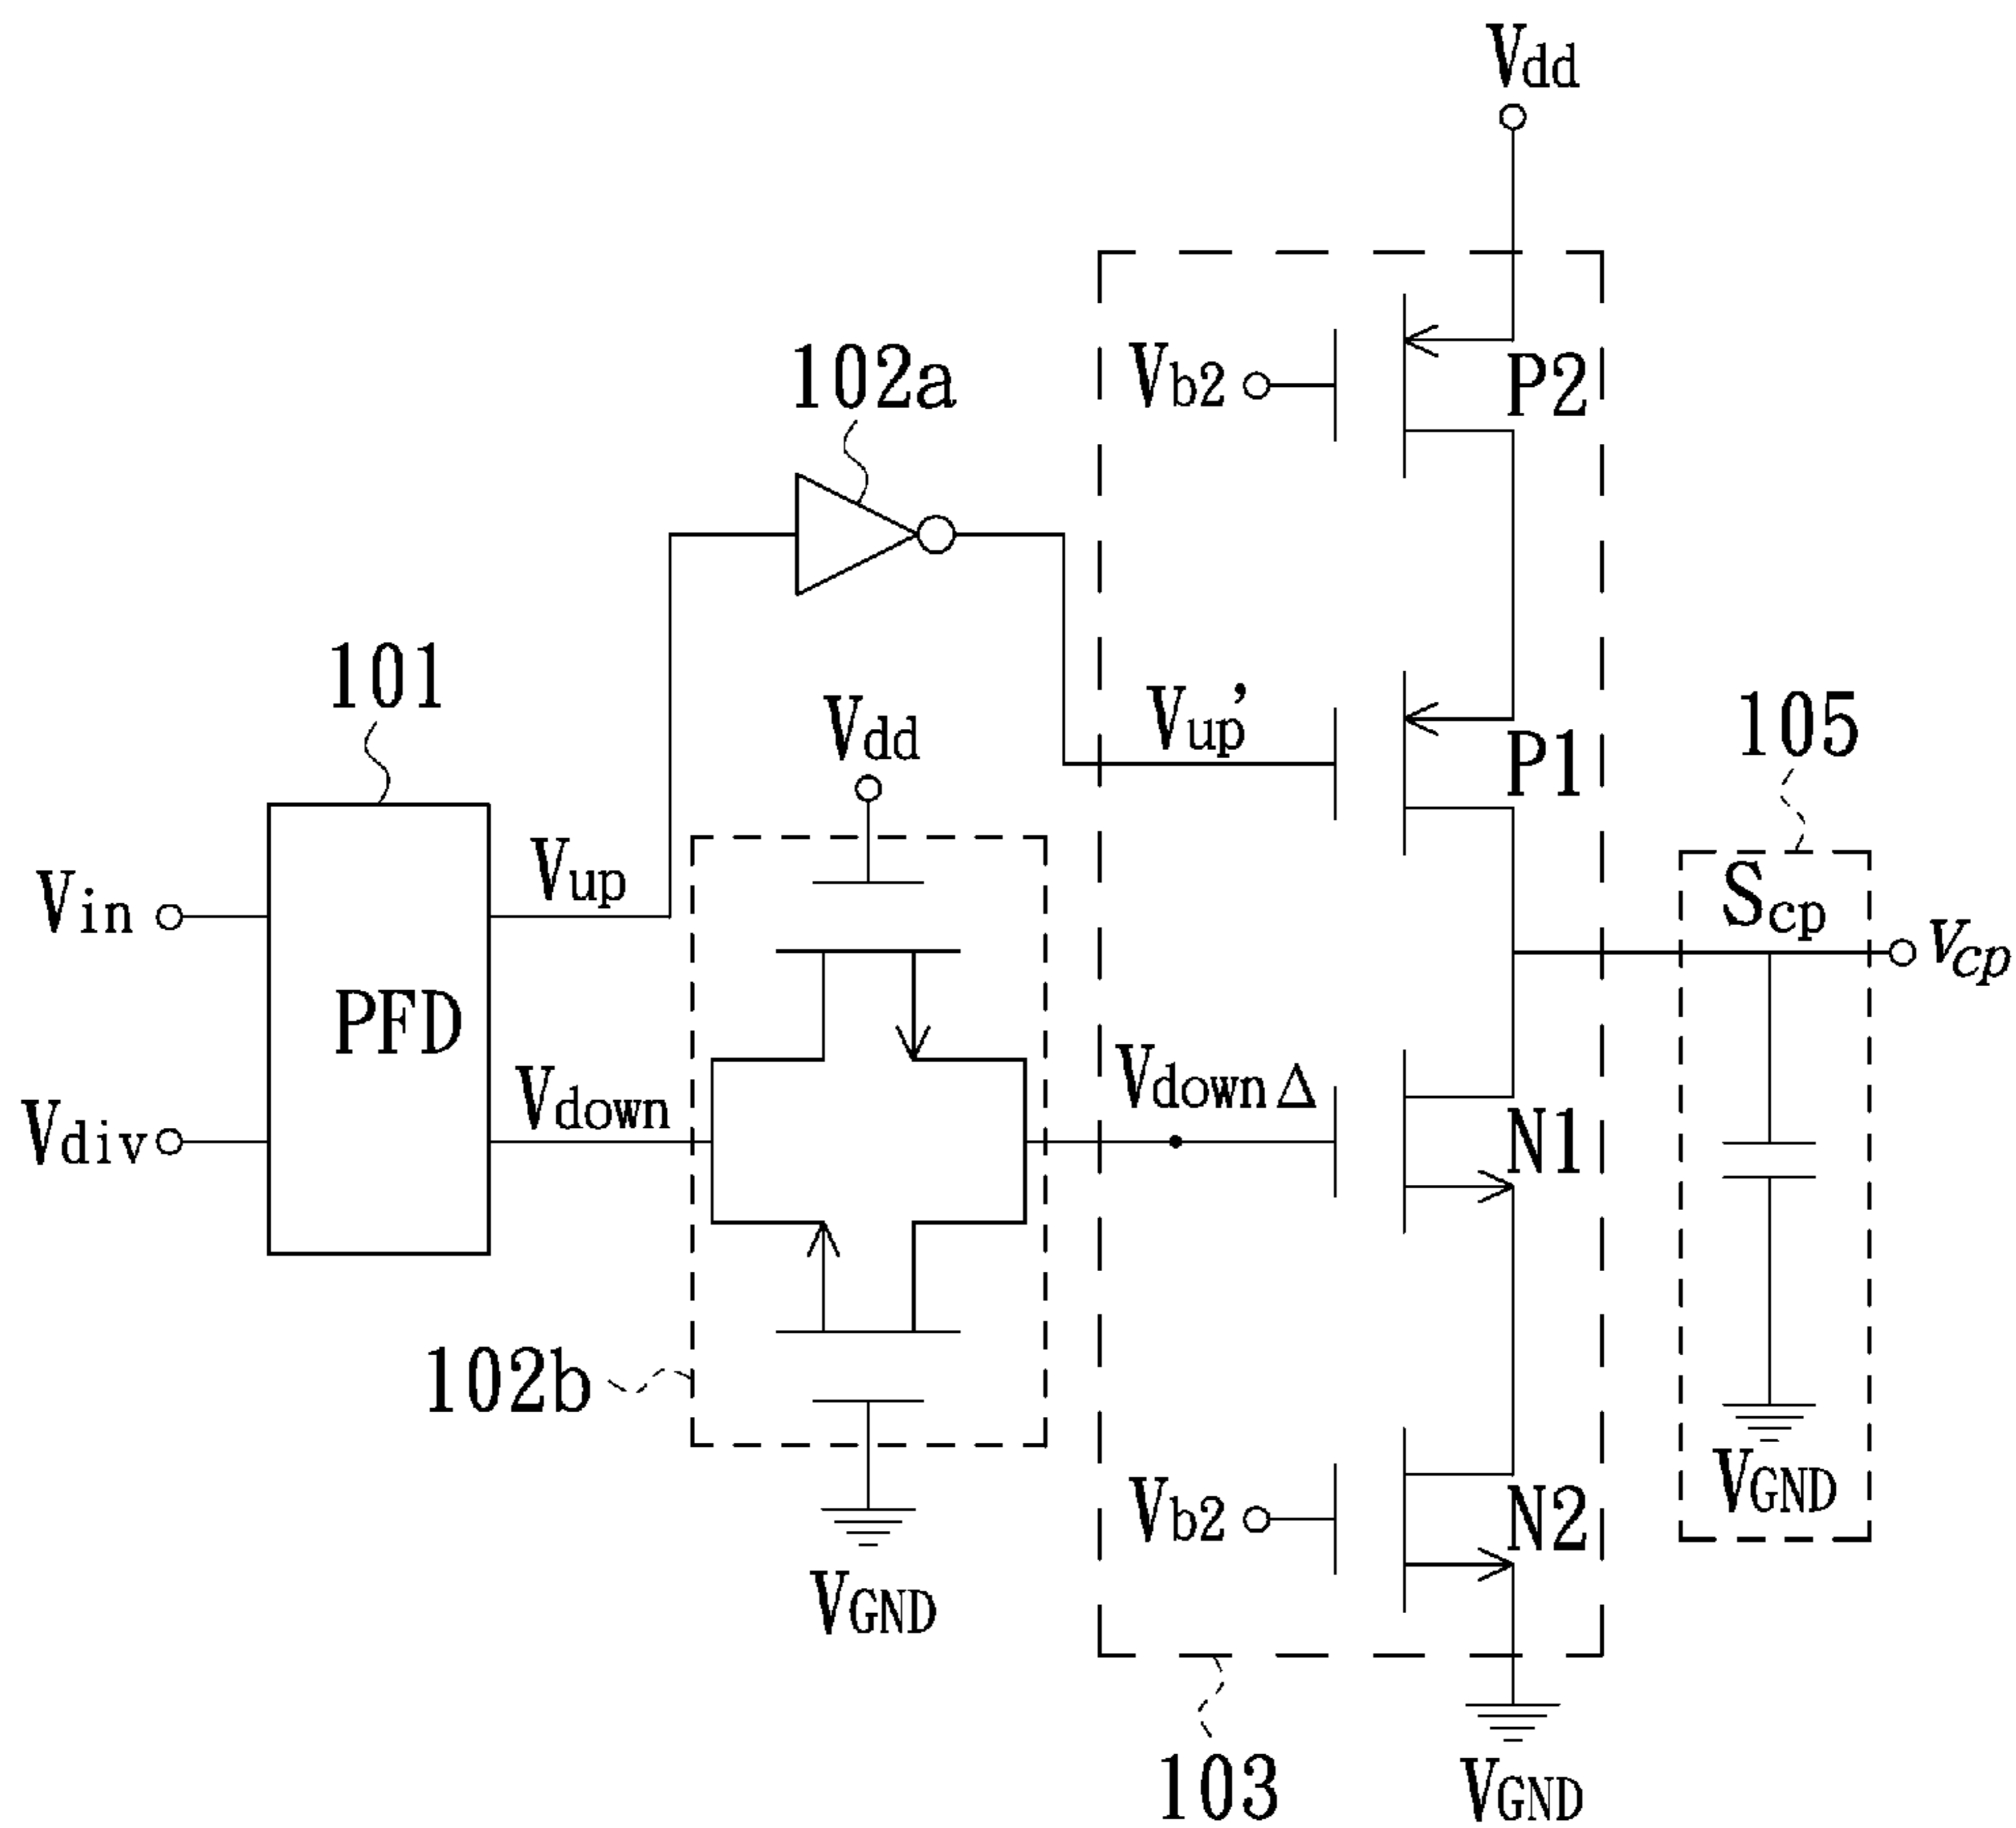 Vdd
Vb2
P2
102a
Vup'
P1
101
Vdd
105
Vin
Vup
Scp
Vcp
PFD
Vdiv
Vdown
VdownΔ
N1
102b
Vb2
N2
VGND
VGND
103
VGND